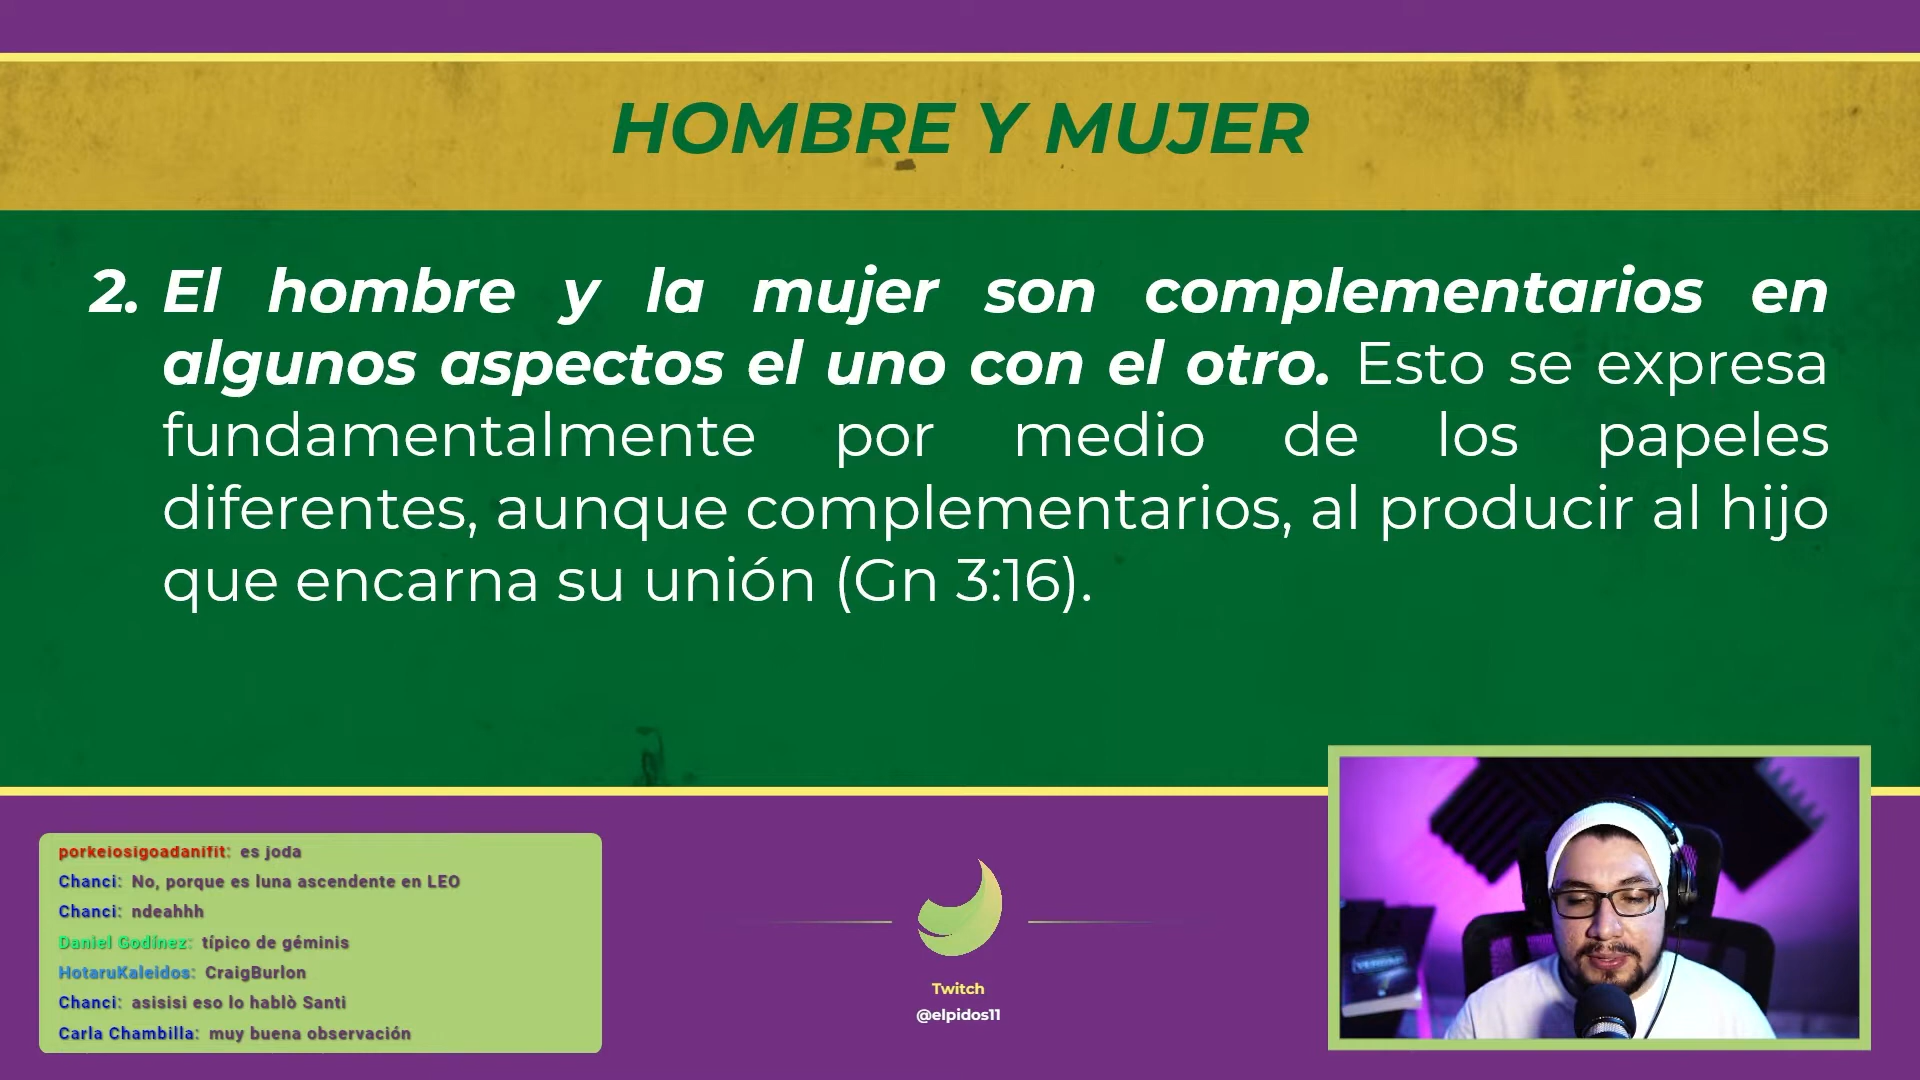 HOMBRE Y MUJER
2. El hombre y la mujer son complementarios en
algunos aspectos el uno con el otro. Esto se expresa
fundamentalmente por medio de los papeles
diferentes, aunque complementarios, al producir al hijo
que encarna su unión (Gn 3:16).
porkeiosigoadanifit: es joda
Chanci: No, porque es luna ascendente en LEO
Chanci: ndeahhh
Daniel Godínez: típico de géminis
HotaruKaleidos: CraigBurlon
Chanci: asisisi eso lo hablò Santi
Carla Chambilla: muy buena observación
Twitch
@elpidos11